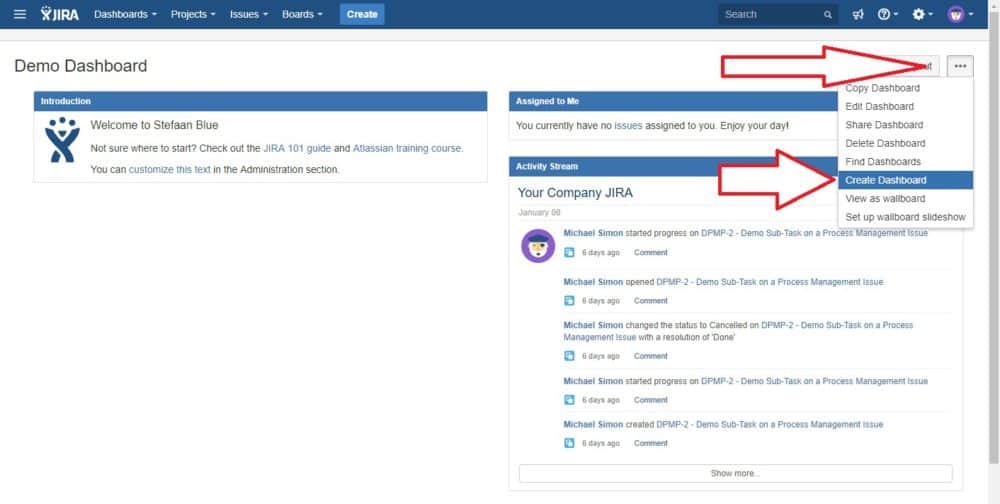 JIRA Dashboards Projects Issues Boards Create Search
Demo Dashboard
Copy Dashboard
Edit Dashboard
Share Dashboard
Delete Dashboard
Find Dashboards
Create Dashboard
View as wallboard
Set up wallboard slideshow
Introduction
Welcome to Stefaan Blue
Not sure where to start? Check out the JIRA 101 guide and Atlassian training course.
You can customize this text in the Administration section.
Assigned to Me
You currently have no issues assigned to you. Enjoy your day!
Activity Stream
Your Company JIRA
January 08
Michael Simon started progress on DPMP-2 - Demo Sub-Task on a Process Management Issue
6 days ago Comment
Michael Simon opened DPMP-2 - Demo Sub-Task on a Process Management Issue
6 days ago Comment
Michael Simon changed the status to Cancelled on DPMP-2 - Demo Sub-Task on a Process
Management Issue with a resolution of 'Done'
6 days ago Comment
Michael Simon started progress on DPMP-2 - Demo Sub-Task on a Process Management Issue
6 days ago Comment
Michael Simon created DPMP-2 - Demo Sub-Task on a Process Management Issue
6 days ago Comment
Show more...